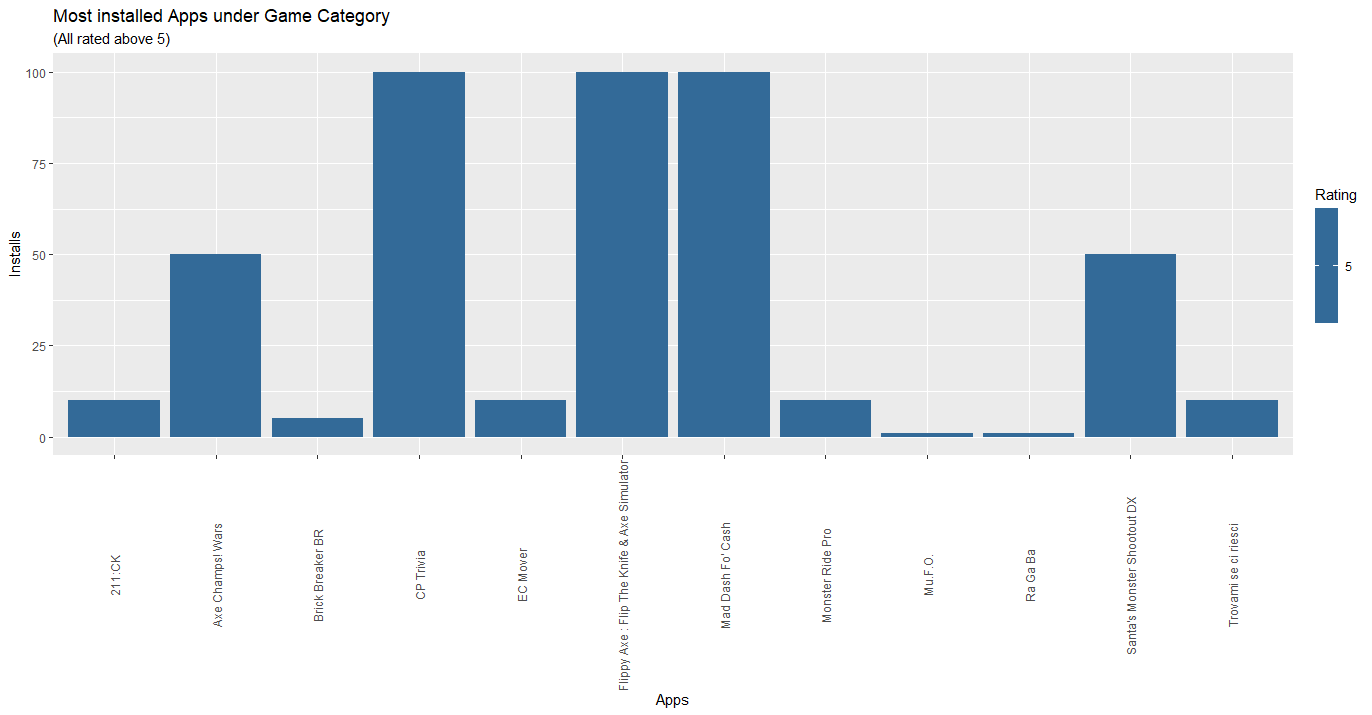 Most installed Apps under Game Category
(All rated above 5)
Installs
100
75
50
25
0
211:CK
Axe Champs! Wars
Brick Breaker BR
CP Trivia
EC Mover
Flippy Axe : Flip The Knife & Axe Simulator
Mad Dash Fo' Cash
Monster Ride Pro
Mu.F.O.
Ra Ga Ba
Santa's Monster Shootout DX
Trovami se ci riesci
Apps
Rating
5